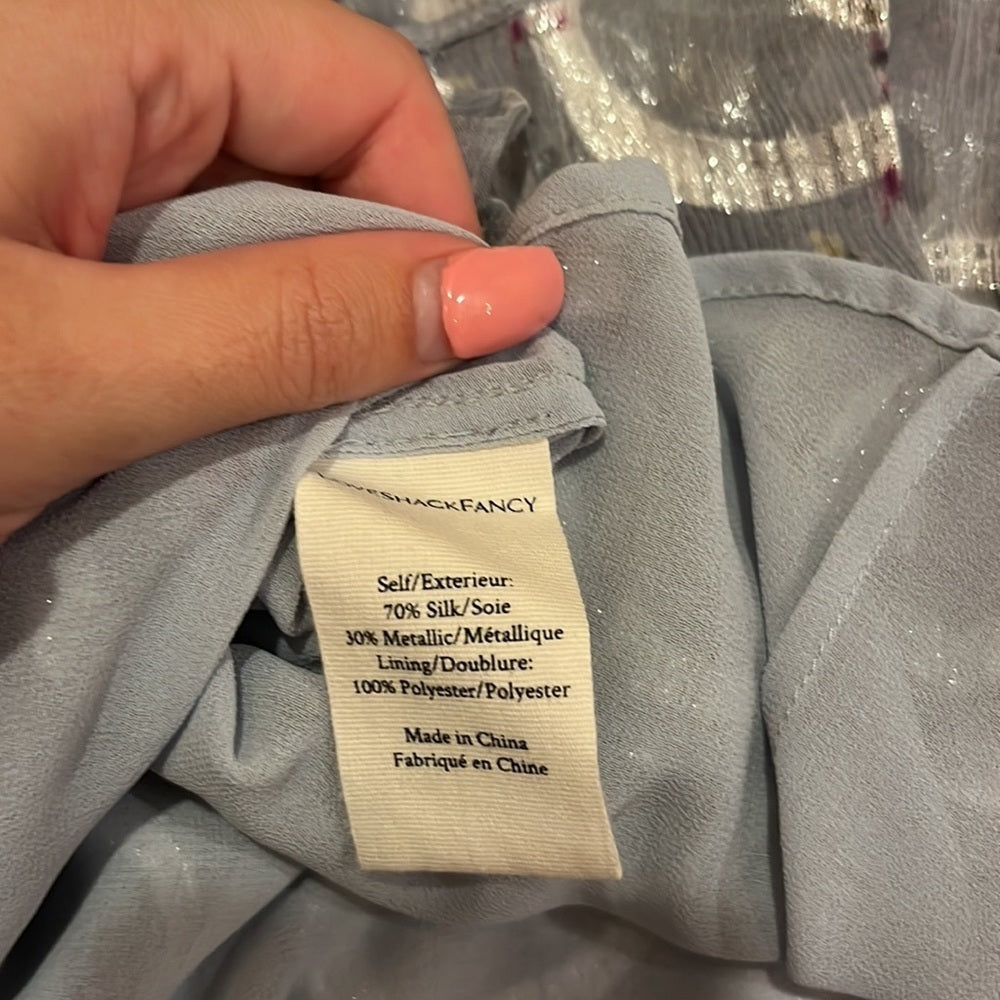 LOVESHACKFANCY
Self/Exterieur:
70% Silk/Soie
30% Metallic/Métallique
Lining/Doublure:
100% Polyester/Polyester
Made in China
Fabriqué en Chine